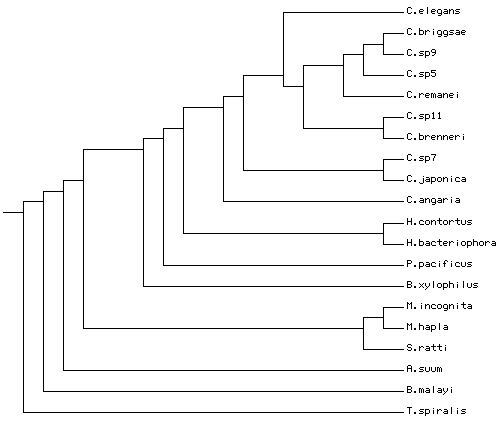 C.elegans
C.briggsae
C.sp9
C.sp5
C.remanei
C.sp11
C.brenneri
C.sp7
C.japonica
C.angaria
H.contortus
H.bacteriophora
P.pacificus
B.xylophilus
M.incognita
M.hapla
S.ratti
A.suum
B.malayi
T.spiralis